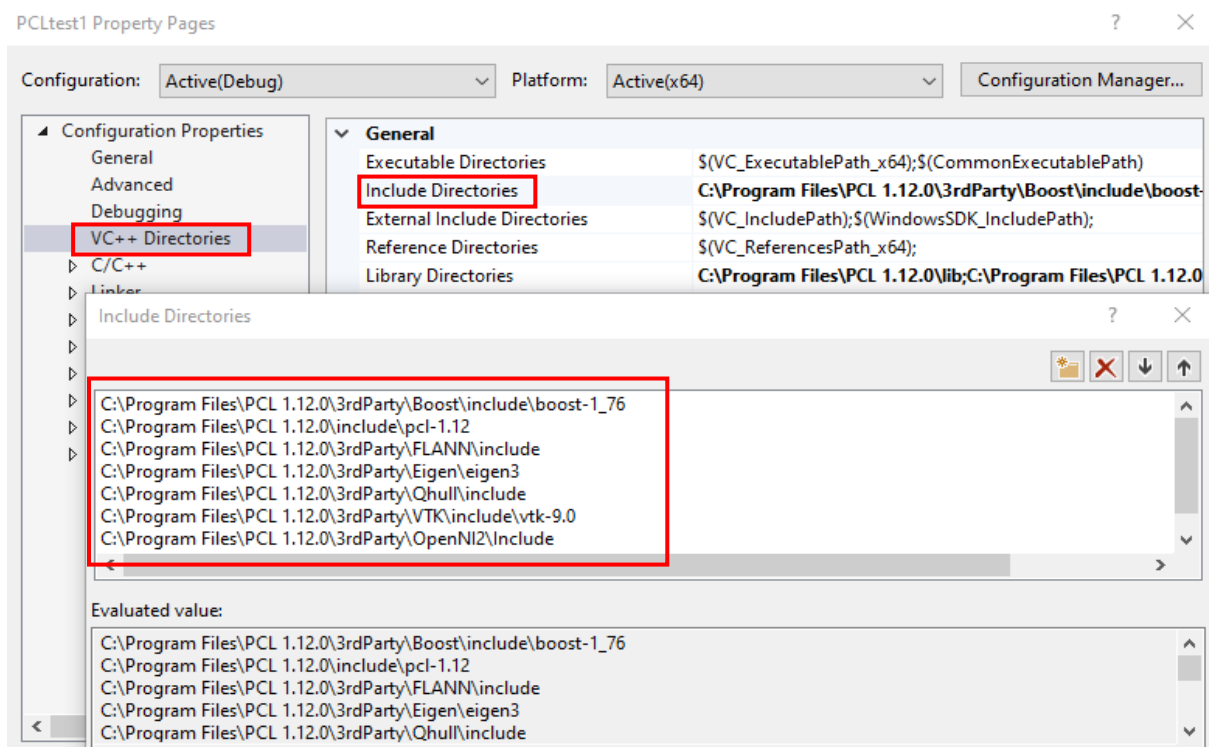 PCLtest1 Property Pages
Configuration: Active(Debug) Platform: Active(x64) Configuration Manager...
Configuration Properties
General
Advanced
Debugging
VC++ Directories
C/C++
Linker
General
Executable Directories $(VC_ExecutablePath_x64);$(CommonExecutablePath)
Include Directories C:\Program Files\PCL 1.12.0\3rdParty\Boost\include\boost-
External Include Directories $(VC_IncludePath);$(WindowsSDK_IncludePath);
Reference Directories $(VC_ReferencesPath_x64);
Library Directories C:\Program Files\PCL 1.12.0\lib;C:\Program Files\PCL 1.12.0
Include Directories
C:\Program Files\PCL 1.12.0\3rdParty\Boost\include\boost-1_76
C:\Program Files\PCL 1.12.0\include\pcl-1.12
C:\Program Files\PCL 1.12.0\3rdParty\FLANN\include
C:\Program Files\PCL 1.12.0\3rdParty\Eigen\eigen3
C:\Program Files\PCL 1.12.0\3rdParty\Qhull\include
C:\Program Files\PCL 1.12.0\3rdParty\VTK\include\vtk-9.0
C:\Program Files\PCL 1.12.0\3rdParty\OpenNI2\Include
Evaluated value:
C:\Program Files\PCL 1.12.0\3rdParty\Boost\include\boost-1_76
C:\Program Files\PCL 1.12.0\include\pcl-1.12
C:\Program Files\PCL 1.12.0\3rdParty\FLANN\include
C:\Program Files\PCL 1.12.0\3rdParty\Eigen\eigen3
C:\Program Files\PCL 1.12.0\3rdParty\Qhull\include